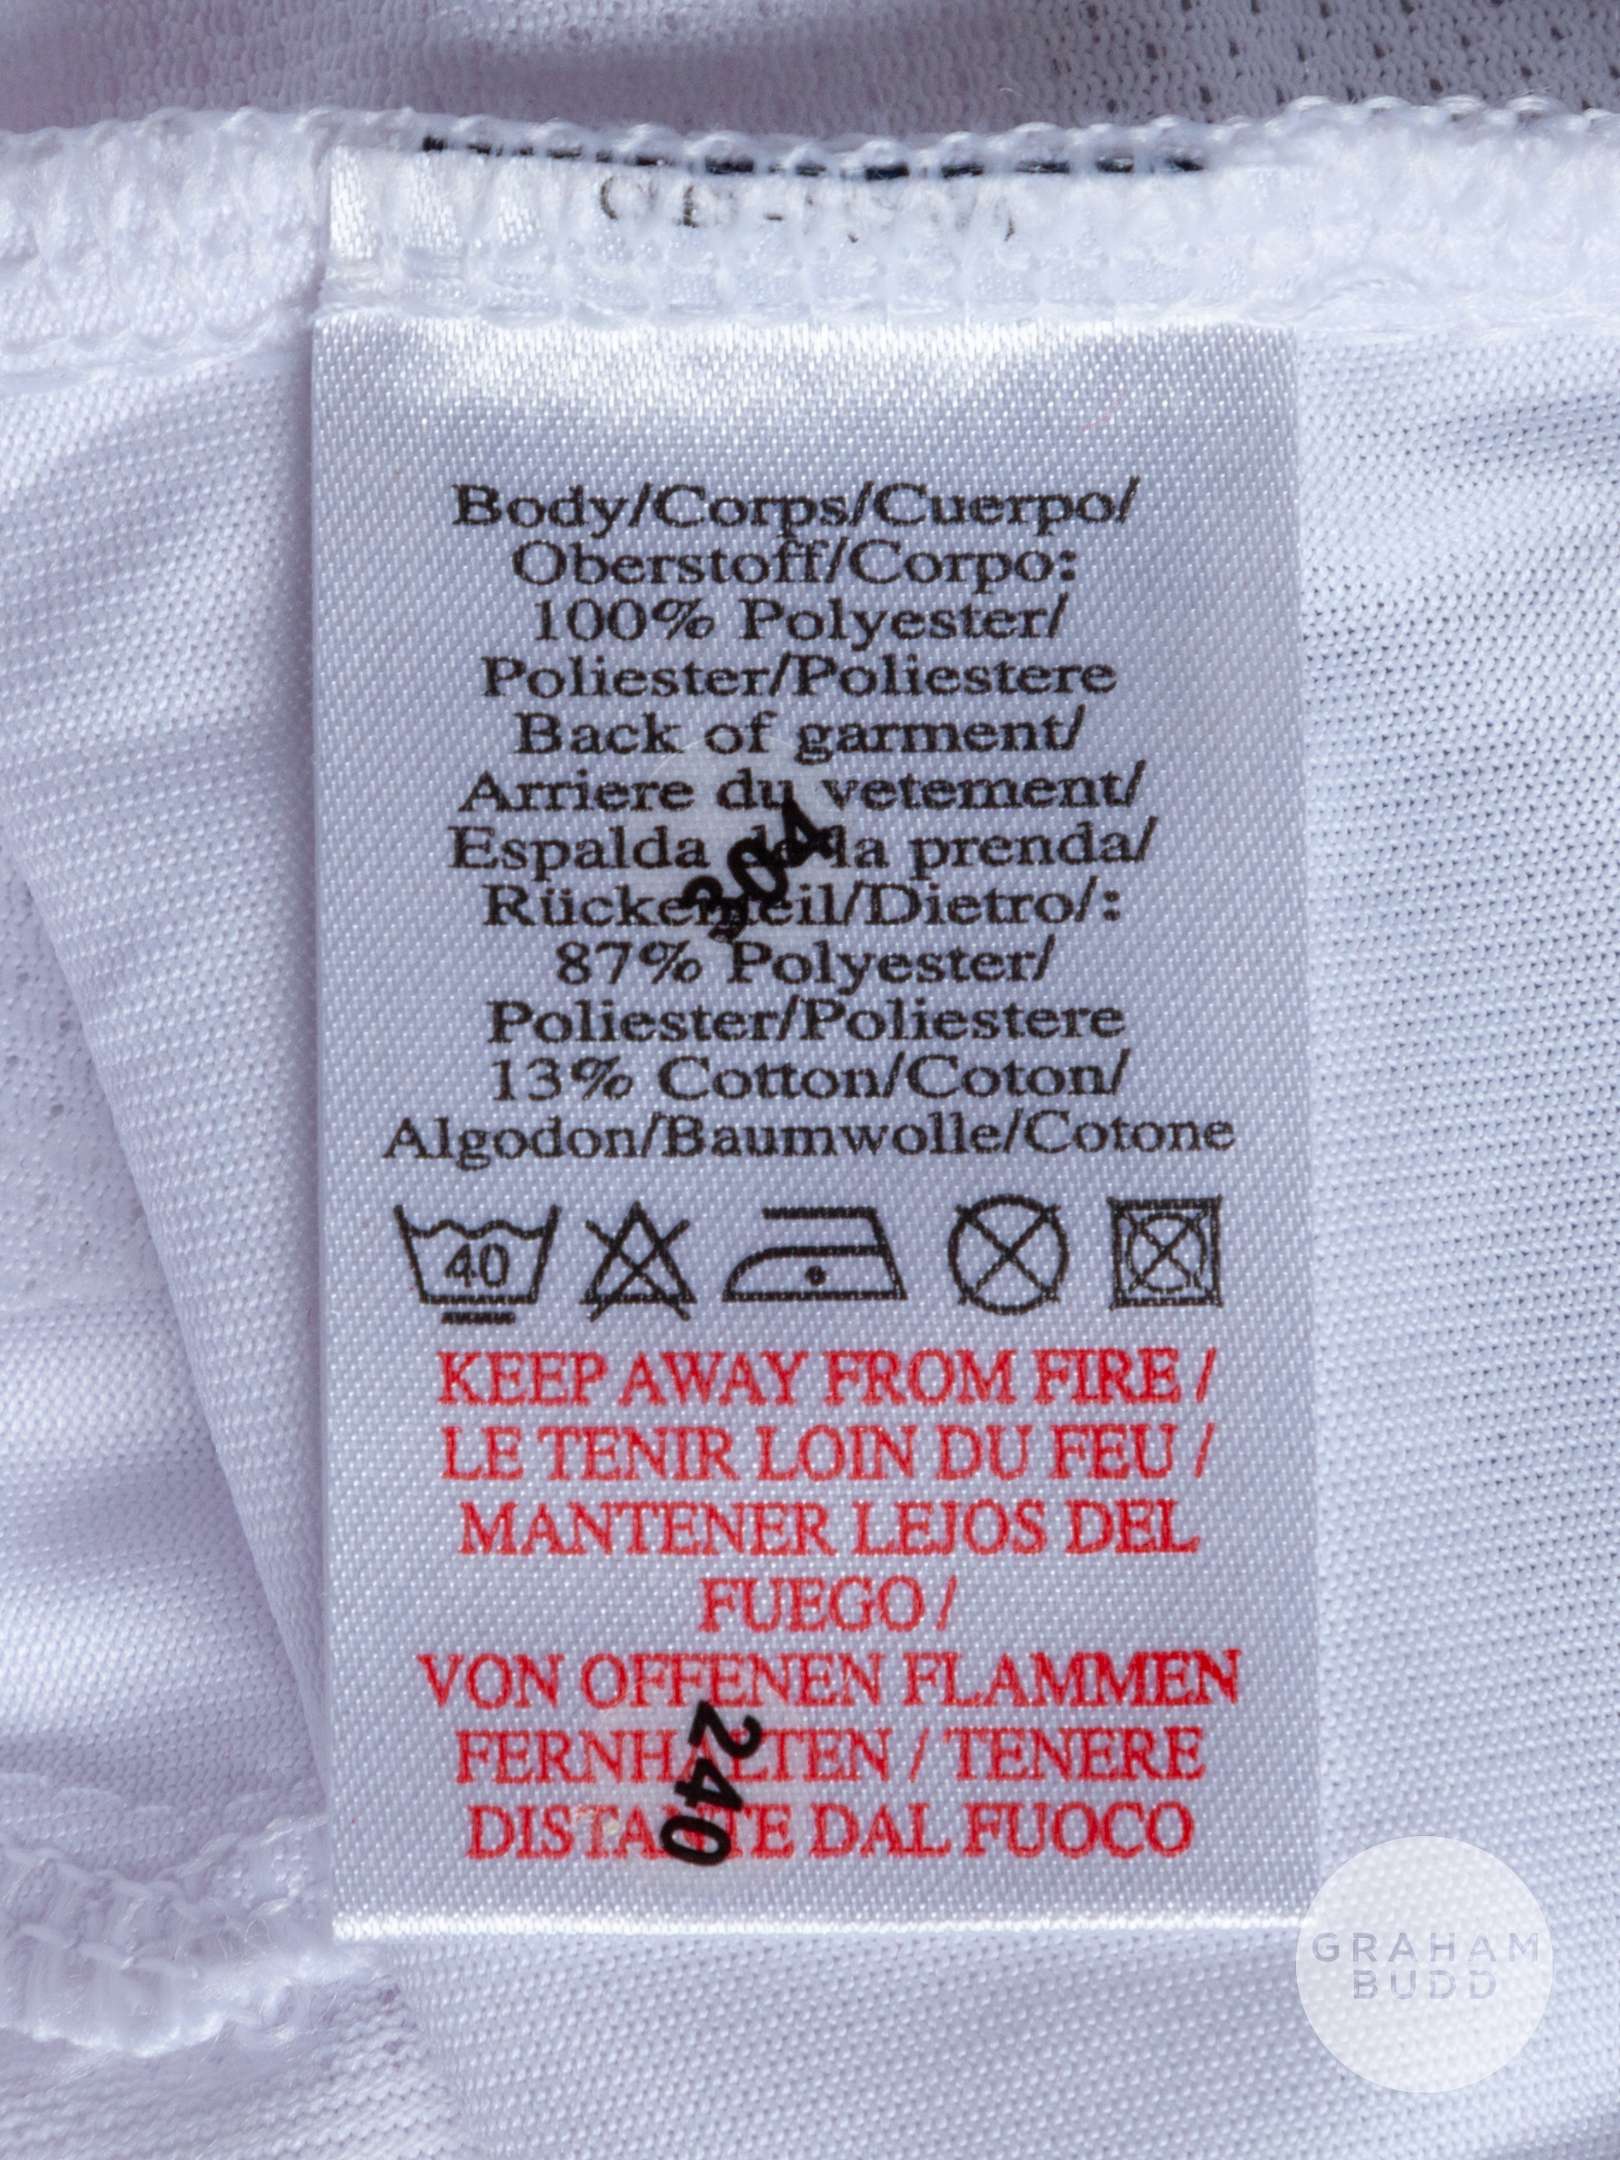 Body/Corps/Cuerpo/
Oberstoff/Corpo:
100% Polyester/
Poliester/Poliestere
Back of garment/
Arriere du vetement/
Espalda de la prenda/
Rückenteil/Dietro/:
304
87% Polyester/
Poliester/Poliestere
13% Cotton/Coton/
Algodon/Baumwolle/Cotone
40
KEEP AWAY FROM FIRE /
LE TENIR LOIN DU FEU /
MANTENER LEJOS DEL
FUEGO /
VON OFFENEN FLAMMEN
FERNHALTEN / TENERE
DISTANTE DAL FUOCO
240
GRAHAM
BUDD